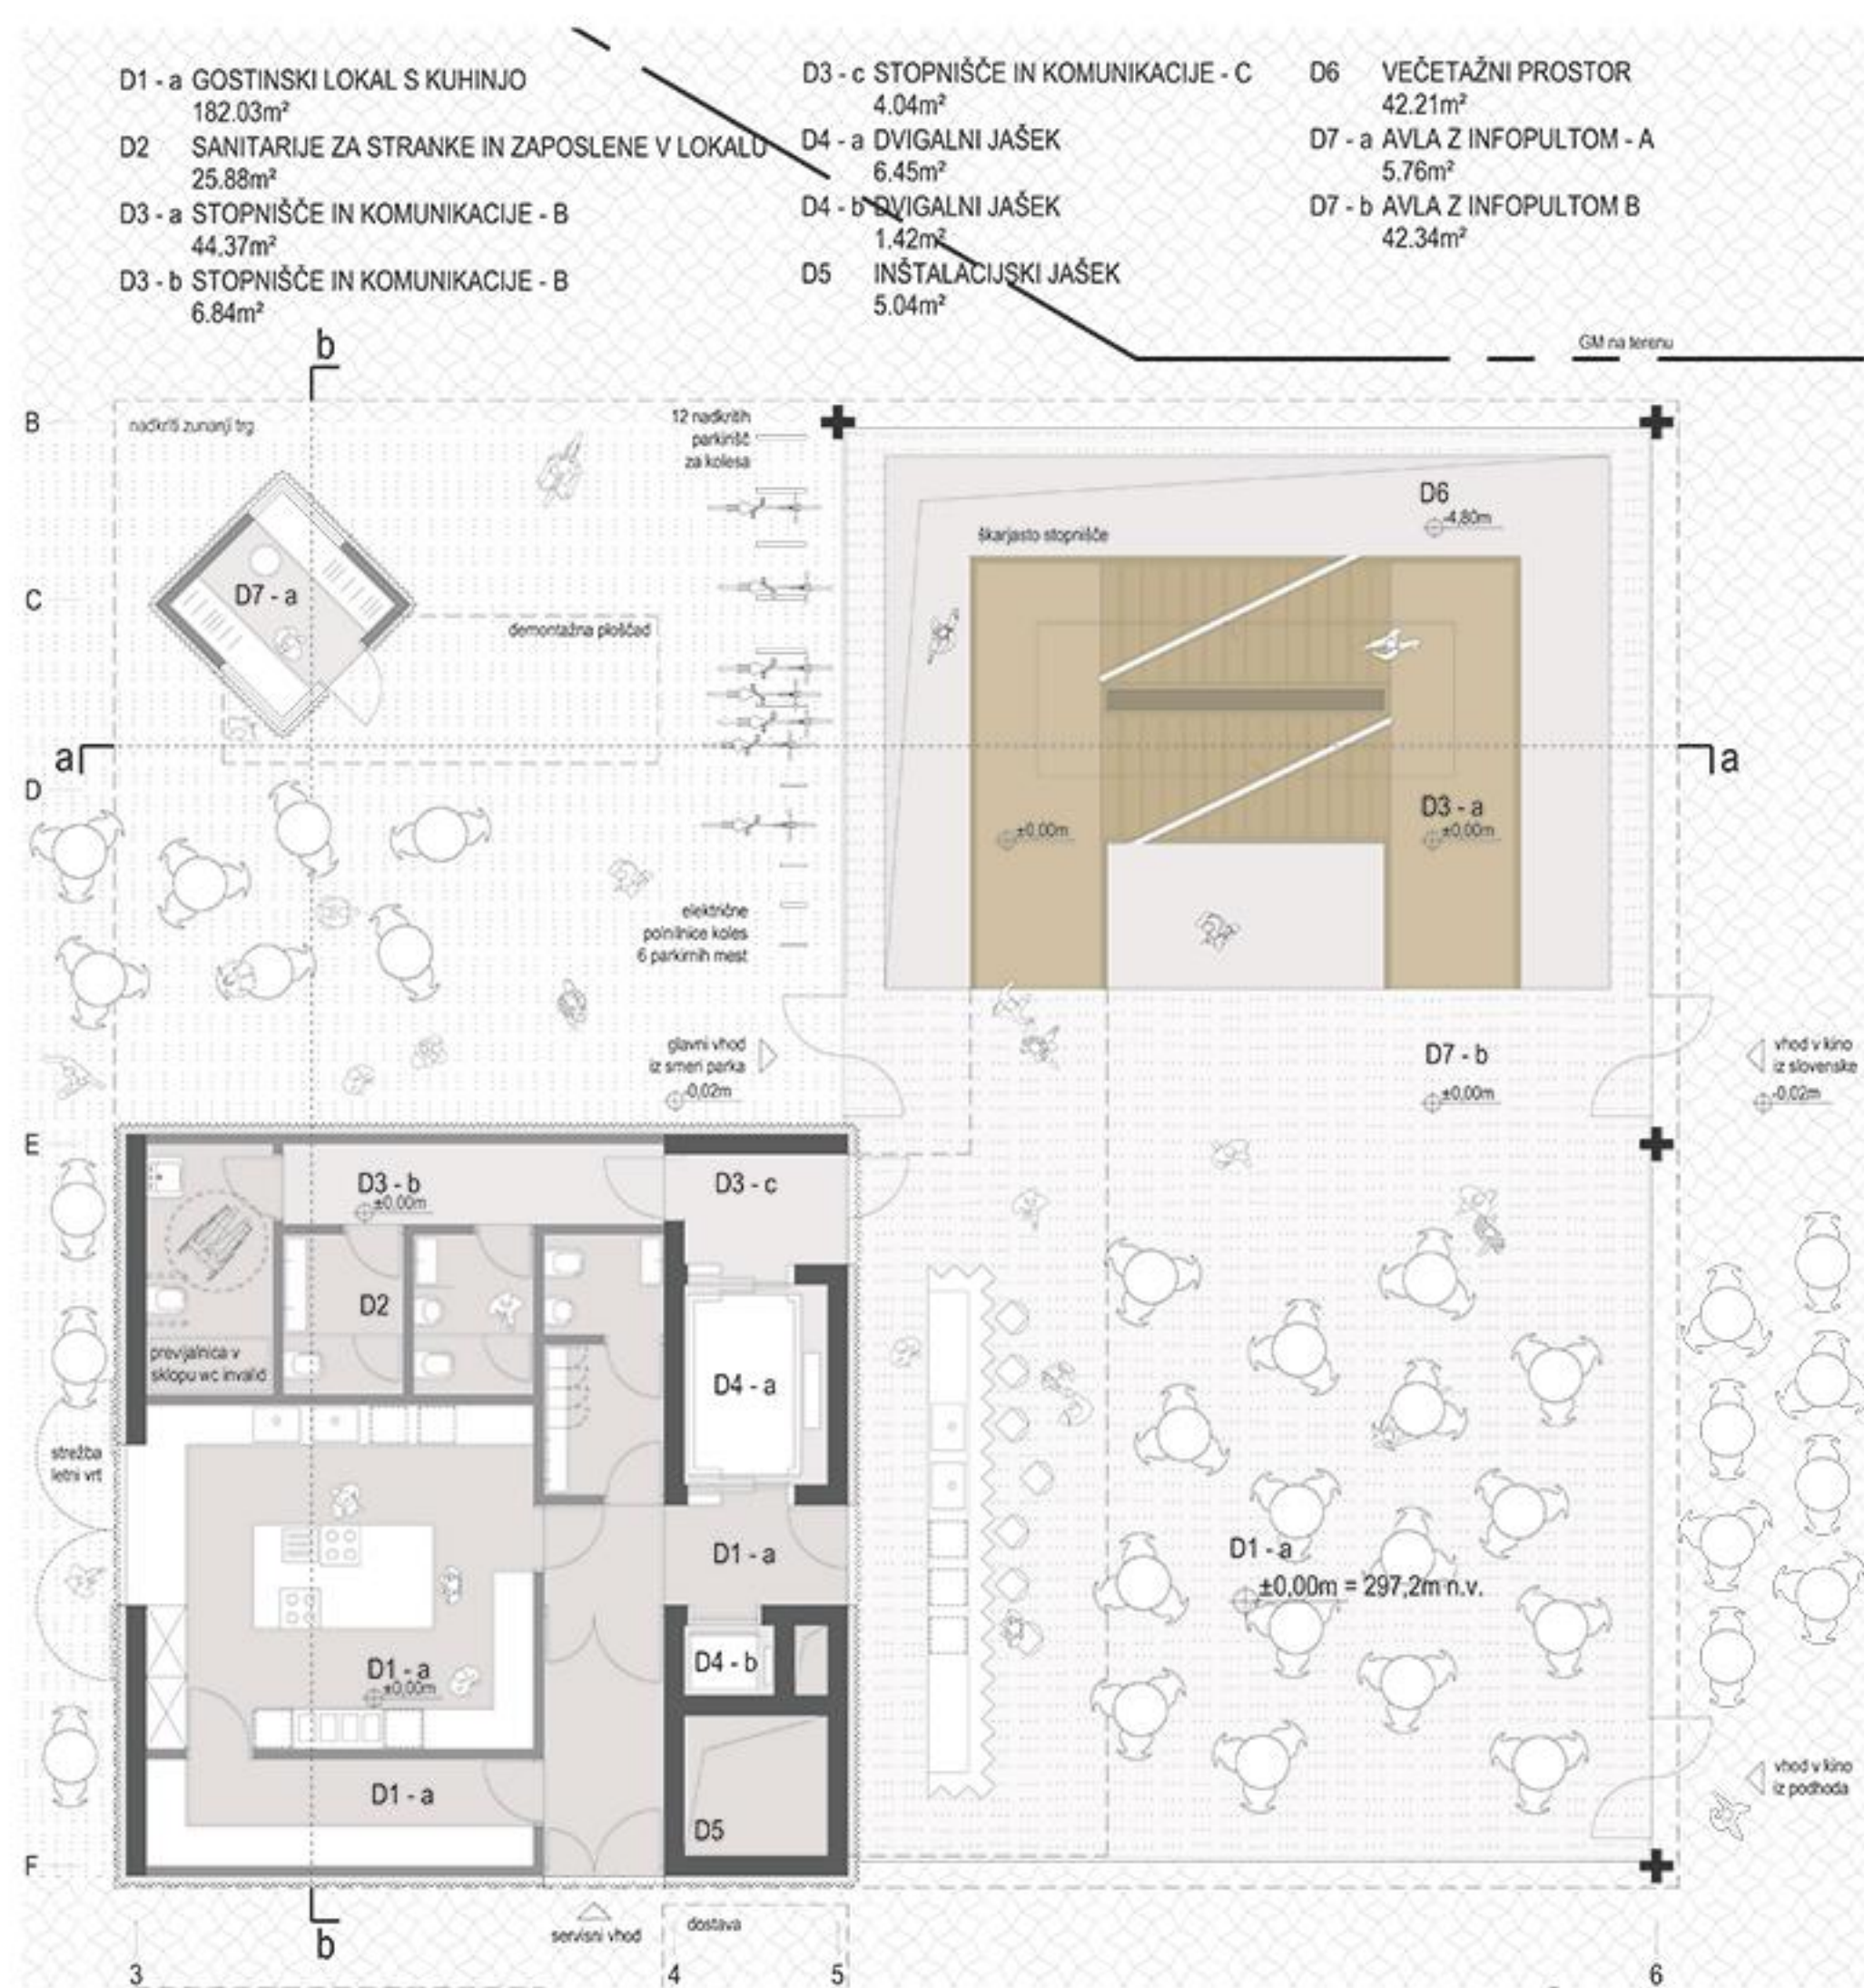 D1 - a GOSTINSKI LOKAL S KUHINJO
182.03m²
D2 SANITARIJE ZA STRANKE IN ZAPOSLENE V LOKALU
25.88m²
D3 - a STOPNIŠČE IN KOMUNIKACIJE - B
44.37m²
D3 - b STOPNIŠČE IN KOMUNIKACIJE - B
6.84m²
D3 - c STOPNIŠČE IN KOMUNIKACIJE - C
4.04m²
D4 - a DVIGALNI JAŠEK
6.45m²
D4 - b DVIGALNI JAŠEK
1.42m²
D5 INŠTALACIJSKI JAŠEK
5.04m²
D6 VEČETAŽNI PROSTOR
42.21m²
D7 - a AVLA Z INFOPULTOM - A
5.76m²
D7 - b AVLA Z INFOPULTOM B
42.34m²
GM na terenu
b
B
nadkriti zunanji trg
12 nadkritih
parkirišč
za kolesa
D6
-4,80m
škarjasto stopnišče
C
D7 - a
demontažna ploščad
a
a
D
D3 - a
±0,00m
±0,00m
električne
polnilnice koles
6 parkirnih mest
glavni vhod
iz smeri parka
-0,02m
D7 - b
±0,00m
vhod v kino
iz slovenske
-0,02m
E
D3 - b
±0,00m
D3 - c
D2
previjalnica v
sklopu wc invalid
D4 - a
strežba
letni vrt
D1 - a
D1 - a
±0,00m = 297,2m n.v.
D4 - b
D1 - a
±0,00m
D1 - a
D5
vhod v kino
iz podhoda
F
b
servisni vhod
dostava
3
4
5
6